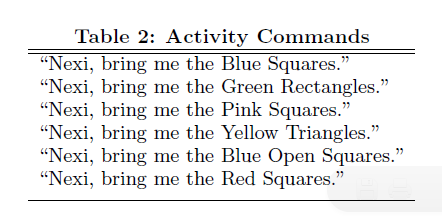 Table 2: Activity Commands
“Nexi, bring me the Blue Squares.”
“Nexi, bring me the Green Rectangles.”
“Nexi, bring me the Pink Squares.”
“Nexi, bring me the Yellow Triangles.”
“Nexi, bring me the Blue Open Squares.”
“Nexi, bring me the Red Squares.”